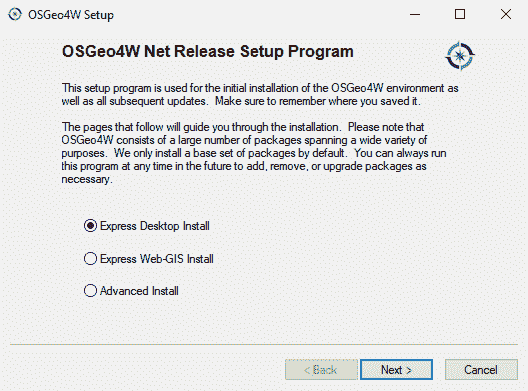 OSGeo4W Setup
OSGeo4W Net Release Setup Program
This setup program is used for the initial installation of the OSGeo4W environment as
well as all subsequent updates.  Make sure to remember where you saved it.
The pages that follow will guide you through the installation.  Please note that
OSGeo4W consists of a large number of packages spanning a wide variety of
purposes.  We only install a base set of packages by default.  You can always run
this program at any time in the future to add, remove, or upgrade packages as
necessary.
Express Desktop Install
Express Web-GIS Install
Advanced Install
< Back
Next >
Cancel